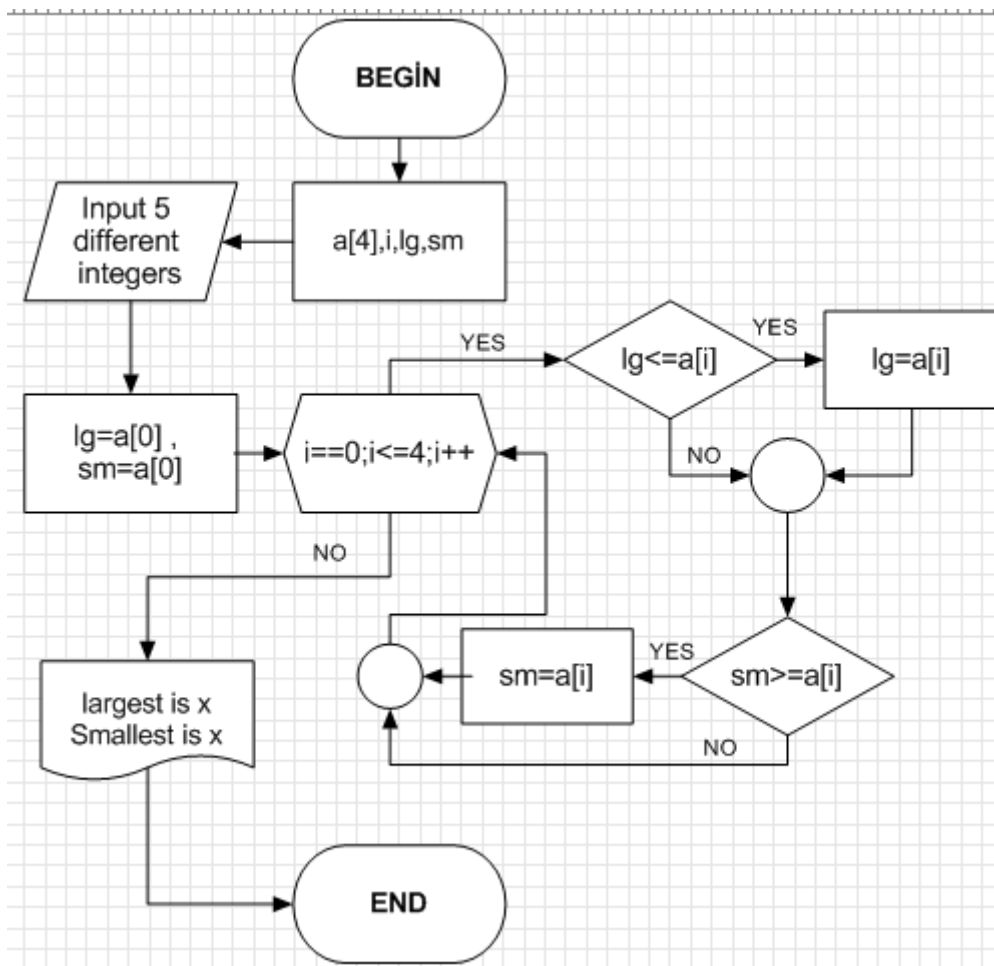 BEGİN
a[4],i,lg,sm
Input 5
different
integers
lg=a[0] ,
sm=a[0]
i==0;i<=4;i++
YES
lg<=a[i]
YES
lg=a[i]
NO
NO
sm>=a[i]
YES
sm=a[i]
NO
largest is x
Smallest is x
END